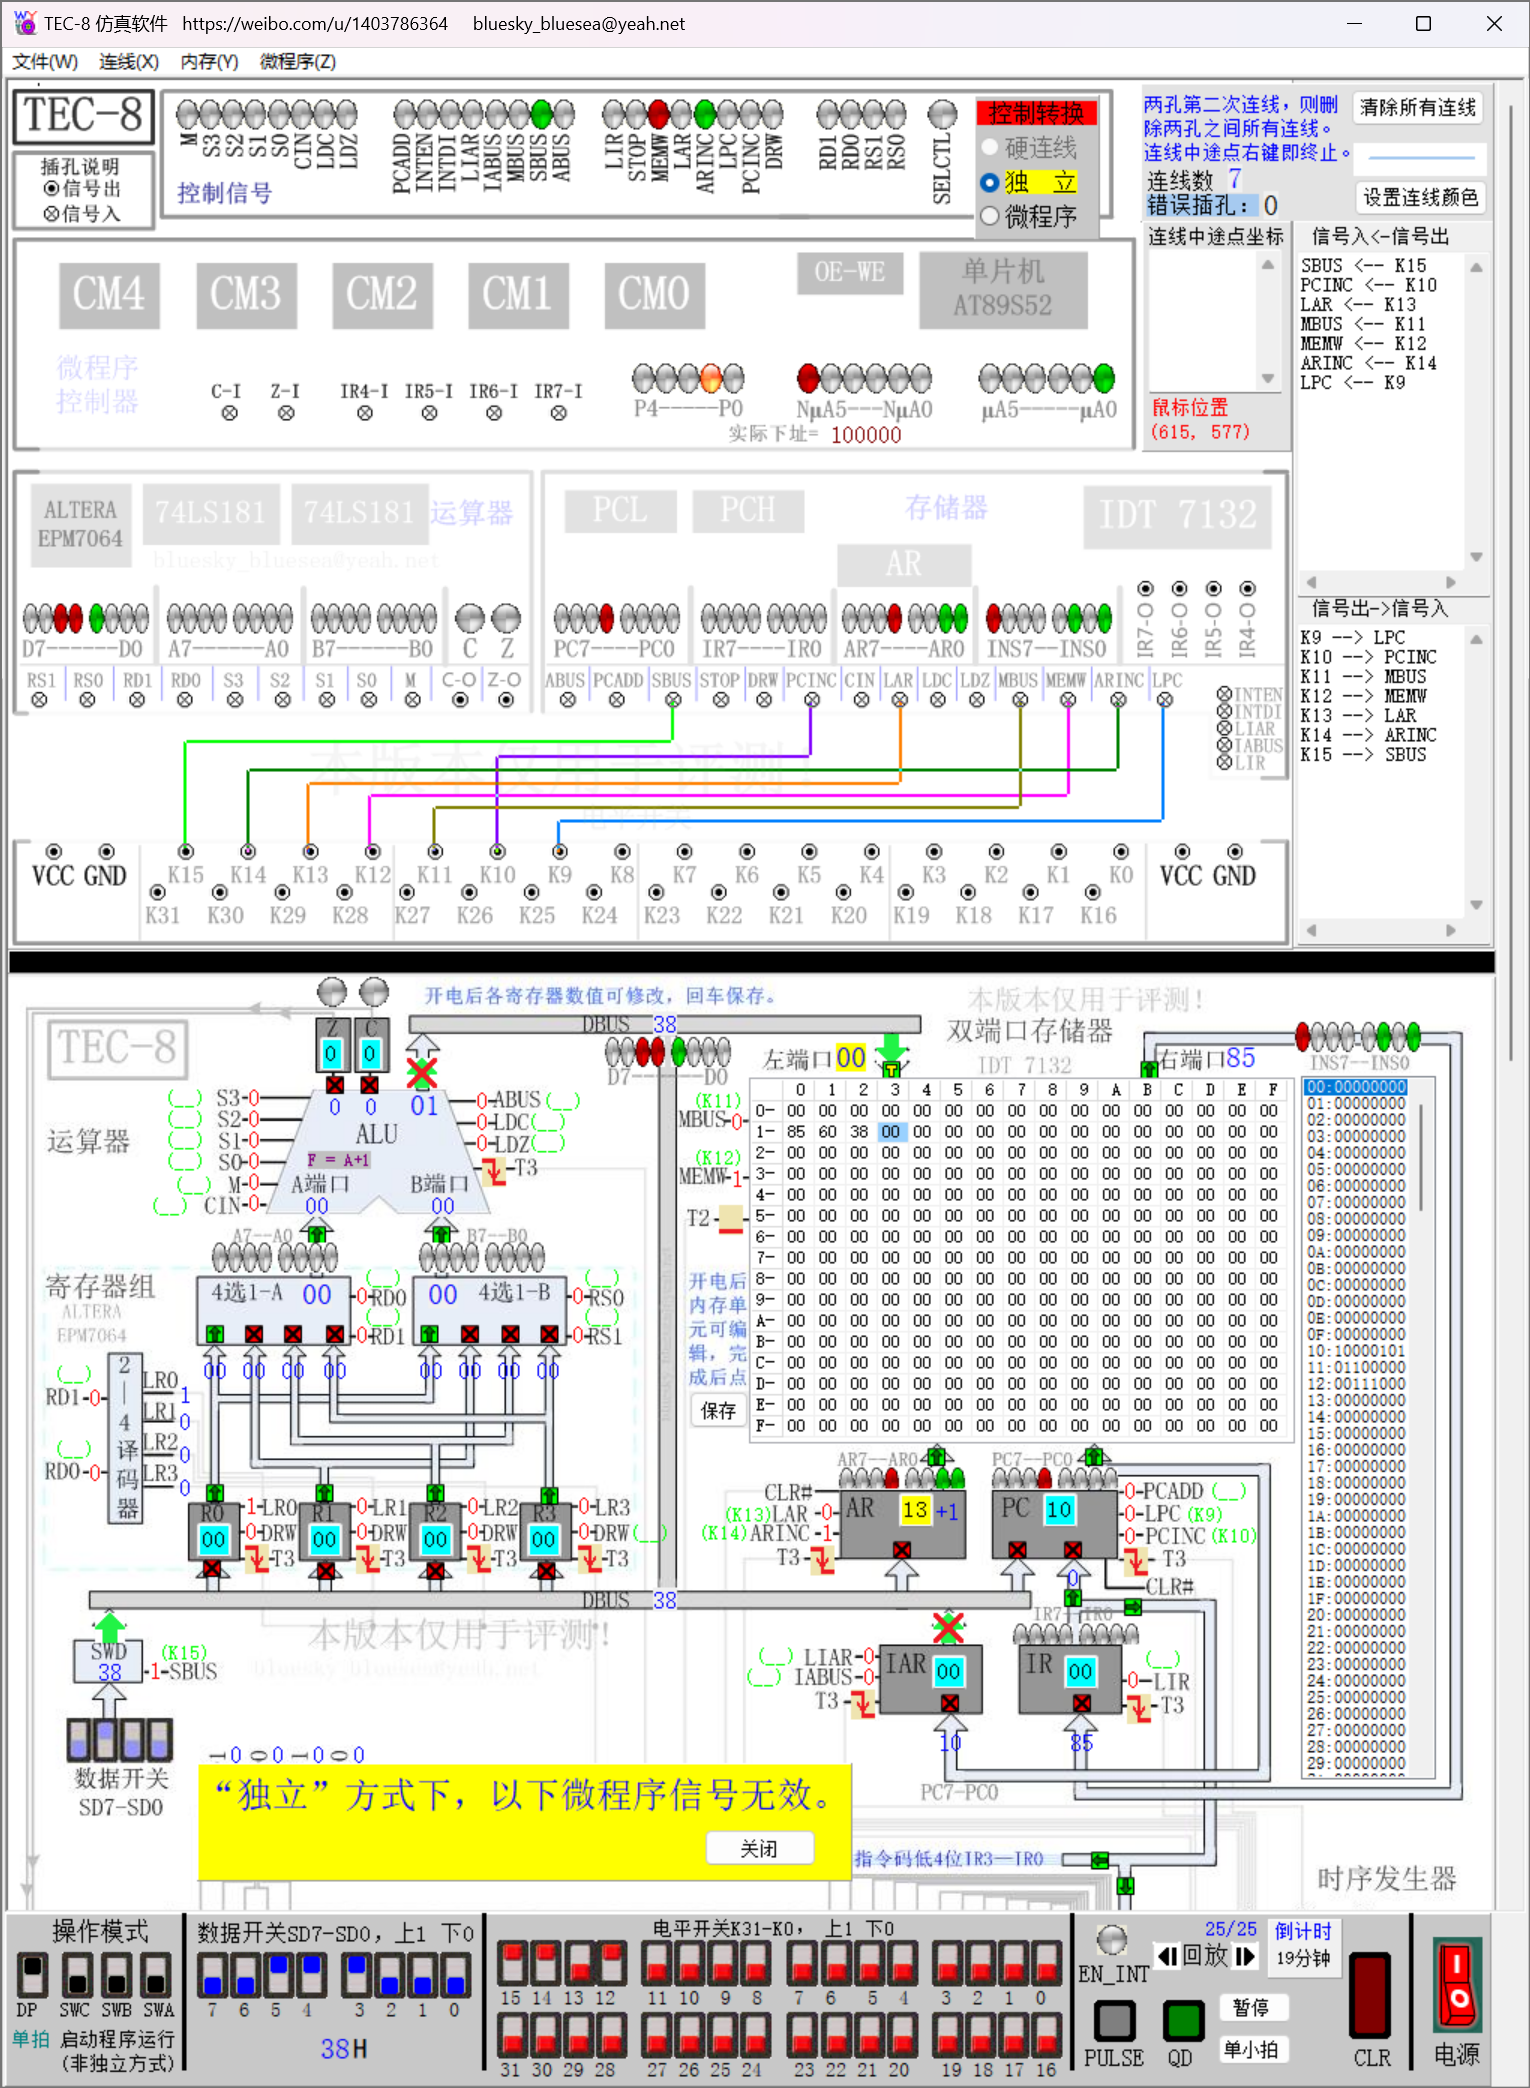 TEC-8 仿真软件 https://weibo.com/u/1403786364 bluesky_bluesea@yeah.net
文件(W) 连线(X) 内存(Y) 微程序(Z)
TEC-8
插孔说明
信号出
信号入
M S3 S2 S1 S0 CIN LDC LDZ
PCADD INTEN INTDI LIAR IABUS MBUS SBUS ABUS
LIR STOP MEMW LAR ARINC LPC PCINC DRW
RD1 RD0 RS1 RS0
SELCTL
控制信号
控制转换
硬连线
独 立
微程序
两孔第二次连线，则删
除两孔之间所有连线。
连线中途点右键即终止。
连线数 7
错误插孔： 0
清除所有连线
设置连线颜色
连线中途点坐标
鼠标位置
(615, 577)
信号入<-信号出
SBUS <-- K15
PCINC <-- K10
LAR <-- K13
MBUS <-- K11
MEMW <-- K12
ARINC <-- K14
LPC <-- K9
信号出->信号入
K9 --> LPC
K10 --> PCINC
K11 --> MBUS
K12 --> MEMW
K13 --> LAR
K14 --> ARINC
K15 --> SBUS
CM4 CM3 CM2 CM1 CM0
OE-WE
单片机
AT89S52
微程序
控制器
C-I Z-I IR4-I IR5-I IR6-I IR7-I
P4-----P0 NμA5---NμA0 μA5-----μA0
实际下址= 100000
ALTERA
EPM7064
74LS181 74LS181 运算器
bluesky_bluesea@yeah.net
PCL PCH 存储器 IDT 7132
AR
D7------D0 A7----A0 B7------B0 C Z
PC7----PC0 IR7----IR0 AR7----AR0 INS7--INS0
IR7-O IR6-O IR5-O IR4-O
RS1 RS0 RD1 RD0 S3 S2 S1 S0 M C-O Z-O
ABUS PCADD SBUS STOP DRW PCINC CIN LAR LDC LDZ MBUS MEMW ARINC LPC
INTEN
INTDI
LIAR
IABUS
LIR
本版本仅用于评测！
电平开关
VCC GND K15 K14 K13 K12 K11 K10 K9 K8 K7 K6 K5 K4 K3 K2 K1 K0 VCC GND
K31 K30 K29 K28 K27 K26 K25 K24 K23 K22 K21 K20 K19 K18 K17 K16
开电后各寄存器数值可修改，回车保存。
本版本仅用于评测！
TEC-8
运算器
Z C
0 0
DBUS 38
D7------D0
双端口存储器
IDT 7132
左端口 00
右端口 85
INS7--INS0
S3-0
S2-0
S1-0
S0-0
M-0
CIN-0
0 0 01
ALU
F = A+1
A端口 B端口
00 00
0-ABUS
0-LDC
0-LDZ
T3
(K11)
MBUS-0
(K12)
MEMW-1
T2
开电后
内存单
元可编
辑，完
成后点
保存
0 1 2 3 4 5 6 7 8 9 A B C D E F
0- 00 00 00 00 00 00 00 00 00 00 00 00 00 00 00 00
1- 85 60 38 00 00 00 00 00 00 00 00 00 00 00 00 00
2- 00 00 00 00 00 00 00 00 00 00 00 00 00 00 00 00
3- 00 00 00 00 00 00 00 00 00 00 00 00 00 00 00 00
4- 00 00 00 00 00 00 00 00 00 00 00 00 00 00 00 00
5- 00 00 00 00 00 00 00 00 00 00 00 00 00 00 00 00
6- 00 00 00 00 00 00 00 00 00 00 00 00 00 00 00 00
7- 00 00 00 00 00 00 00 00 00 00 00 00 00 00 00 00
8- 00 00 00 00 00 00 00 00 00 00 00 00 00 00 00 00
9- 00 00 00 00 00 00 00 00 00 00 00 00 00 00 00 00
A- 00 00 00 00 00 00 00 00 00 00 00 00 00 00 00 00
B- 00 00 00 00 00 00 00 00 00 00 00 00 00 00 00 00
C- 00 00 00 00 00 00 00 00 00 00 00 00 00 00 00 00
D- 00 00 00 00 00 00 00 00 00 00 00 00 00 00 00 00
E- 00 00 00 00 00 00 00 00 00 00 00 00 00 00 00 00
F- 00 00 00 00 00 00 00 00 00 00 00 00 00 00 00 00
00:00000000
01:00000000
02:00000000
03:00000000
04:00000000
05:00000000
06:00000000
07:00000000
08:00000000
09:00000000
0A:00000000
0B:00000000
0C:00000000
0D:00000000
0E:00000000
0F:00000000
10:10000101
11:01100000
12:00111000
13:00000000
14:00000000
15:00000000
16:00000000
17:00000000
18:00000000
19:00000000
1A:00000000
1B:00000000
1C:00000000
1D:00000000
1E:00000000
1F:00000000
20:00000000
21:00000000
22:00000000
23:00000000
24:00000000
25:00000000
26:00000000
27:00000000
28:00000000
29:00000000
A7--A0 B7--B0
寄存器组
ALTERA
EPM7064
4选1-A 00
00 4选1-B
0-RD0
0-RD1
0-RS0
0-RS1
00 00 00 00 00 00 00 00
RD1-0
RD0-0
2—4译码器
LR0 1
LR1 0
LR2 0
LR3 0
R0 00 R1 00 R2 00 R3 00
1-LR0 0-LR1 0-LR2 0-LR3
0-DRW 0-DRW 0-DRW 0-DRW
T3 T3 T3 T3
AR7--AR0 PC7--PC0
CLR#
(K13)LAR-0
(K14)ARINC-1
T3
AR 13 +1
PC 10
0-PCADD
0-LPC (K9)
0-PCINC (K10)
T3
CLR#
0
DBUS 38
IR7--IR0
本版本仅用于评测！
bluesky_bluesea@yeah.net
SWD
38
(K15)
1-SBUS
LIAR-0
IABUS-0
T3
IAR 00
IR 00
0-LIR
T3
10 85
数据开关
SD7-SD0
PC7-PC0
“独立”方式下，以下微程序信号无效。
关闭
指令码低4位IR3—IR0
时序发生器
操作模式
DP SWC SWB SWA
单拍 启动程序运行
(非独立方式)
数据开关SD7-SD0，上1 下0
7 6 5 4 3 2 1 0
38H
电平开关K31-K0，上1 下0
15 14 13 12 11 10 9 8 7 6 5 4 3 2 1 0
31 30 29 28 27 26 25 24 23 22 21 20 19 18 17 16
EN_INT
25/25
回放
倒计时
19分钟
PULSE QD
暂停
单小拍
CLR
电源